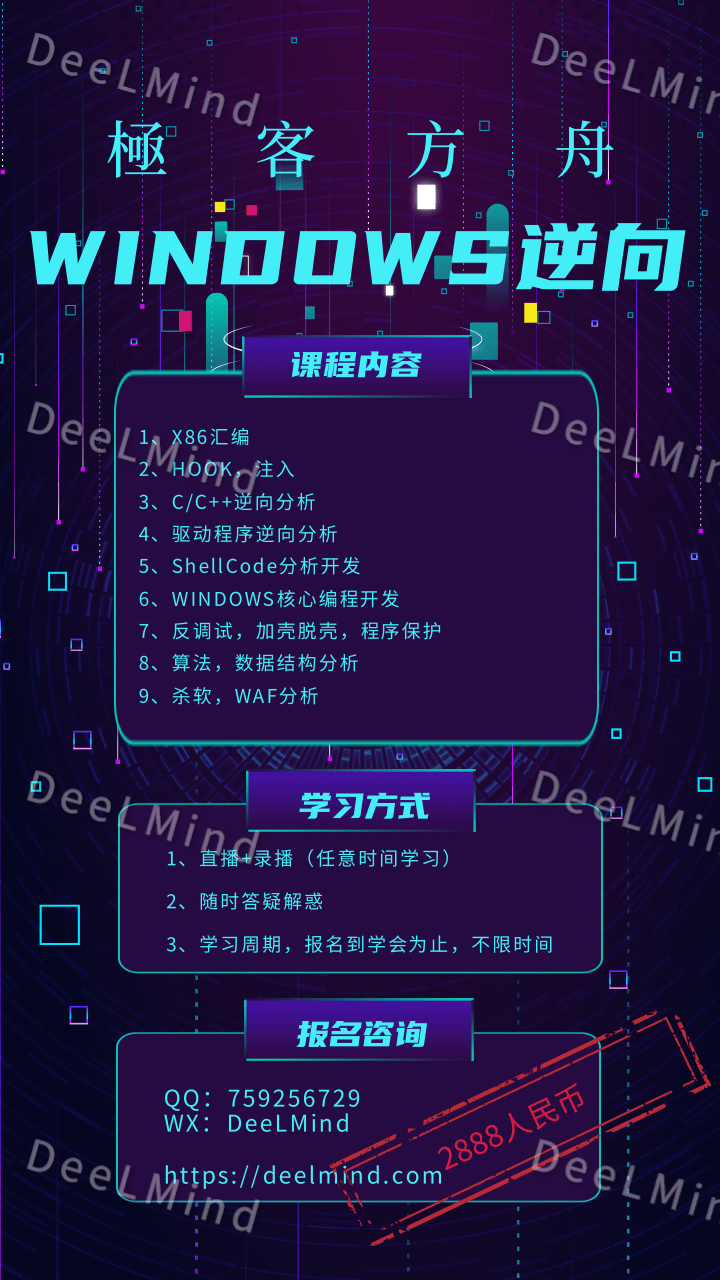 極客方舟
WINDOWS逆向
课程内容
1、X86汇编
2、HOOK，注入
3、C/C++逆向分析
4、驱动程序逆向分析
5、ShellCode分析开发
6、WINDOWS核心编程开发
7、反调试，加壳脱壳，程序保护
8、算法，数据结构分析
9、杀软，WAF分析
学习方式
1、直播+录播（任意时间学习）
2、随时答疑解惑
3、学习周期，报名到学会为止，不限时间
报名咨询
QQ：759256729
WX：DeeLMind
https://deelmind.com
2888人民币
DeeLMind
DeeLMin
DeeLMind
DeeLMin
DeeLMind
DeeLMin
DeeLMind
DeeLMin